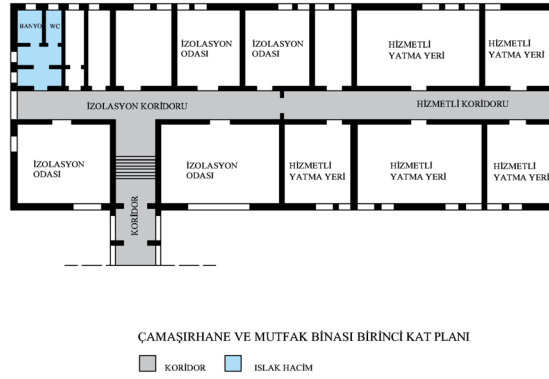 BANYO WC
İZOLASYON
ODASI
İZOLASYON
ODASI
HİZMETLİ
YATMA YERİ
HİZMETLİ
YATMA YERİ
İZOLASYON KORİDORU
HİZMETLİ KORİDORU
İZOLASYON
ODASI
İZOLASYON
ODASI
HİZMETLİ
YATMA YERİ
HİZMETLİ
YATMA YERİ
HİZMETLİ
YATMA YERİ
KORİDOR
ÇAMAŞIRHANE VE MUTFAK BİNASI BİRİNCİ KAT PLANI
KORİDOR
ISLAK HACİM